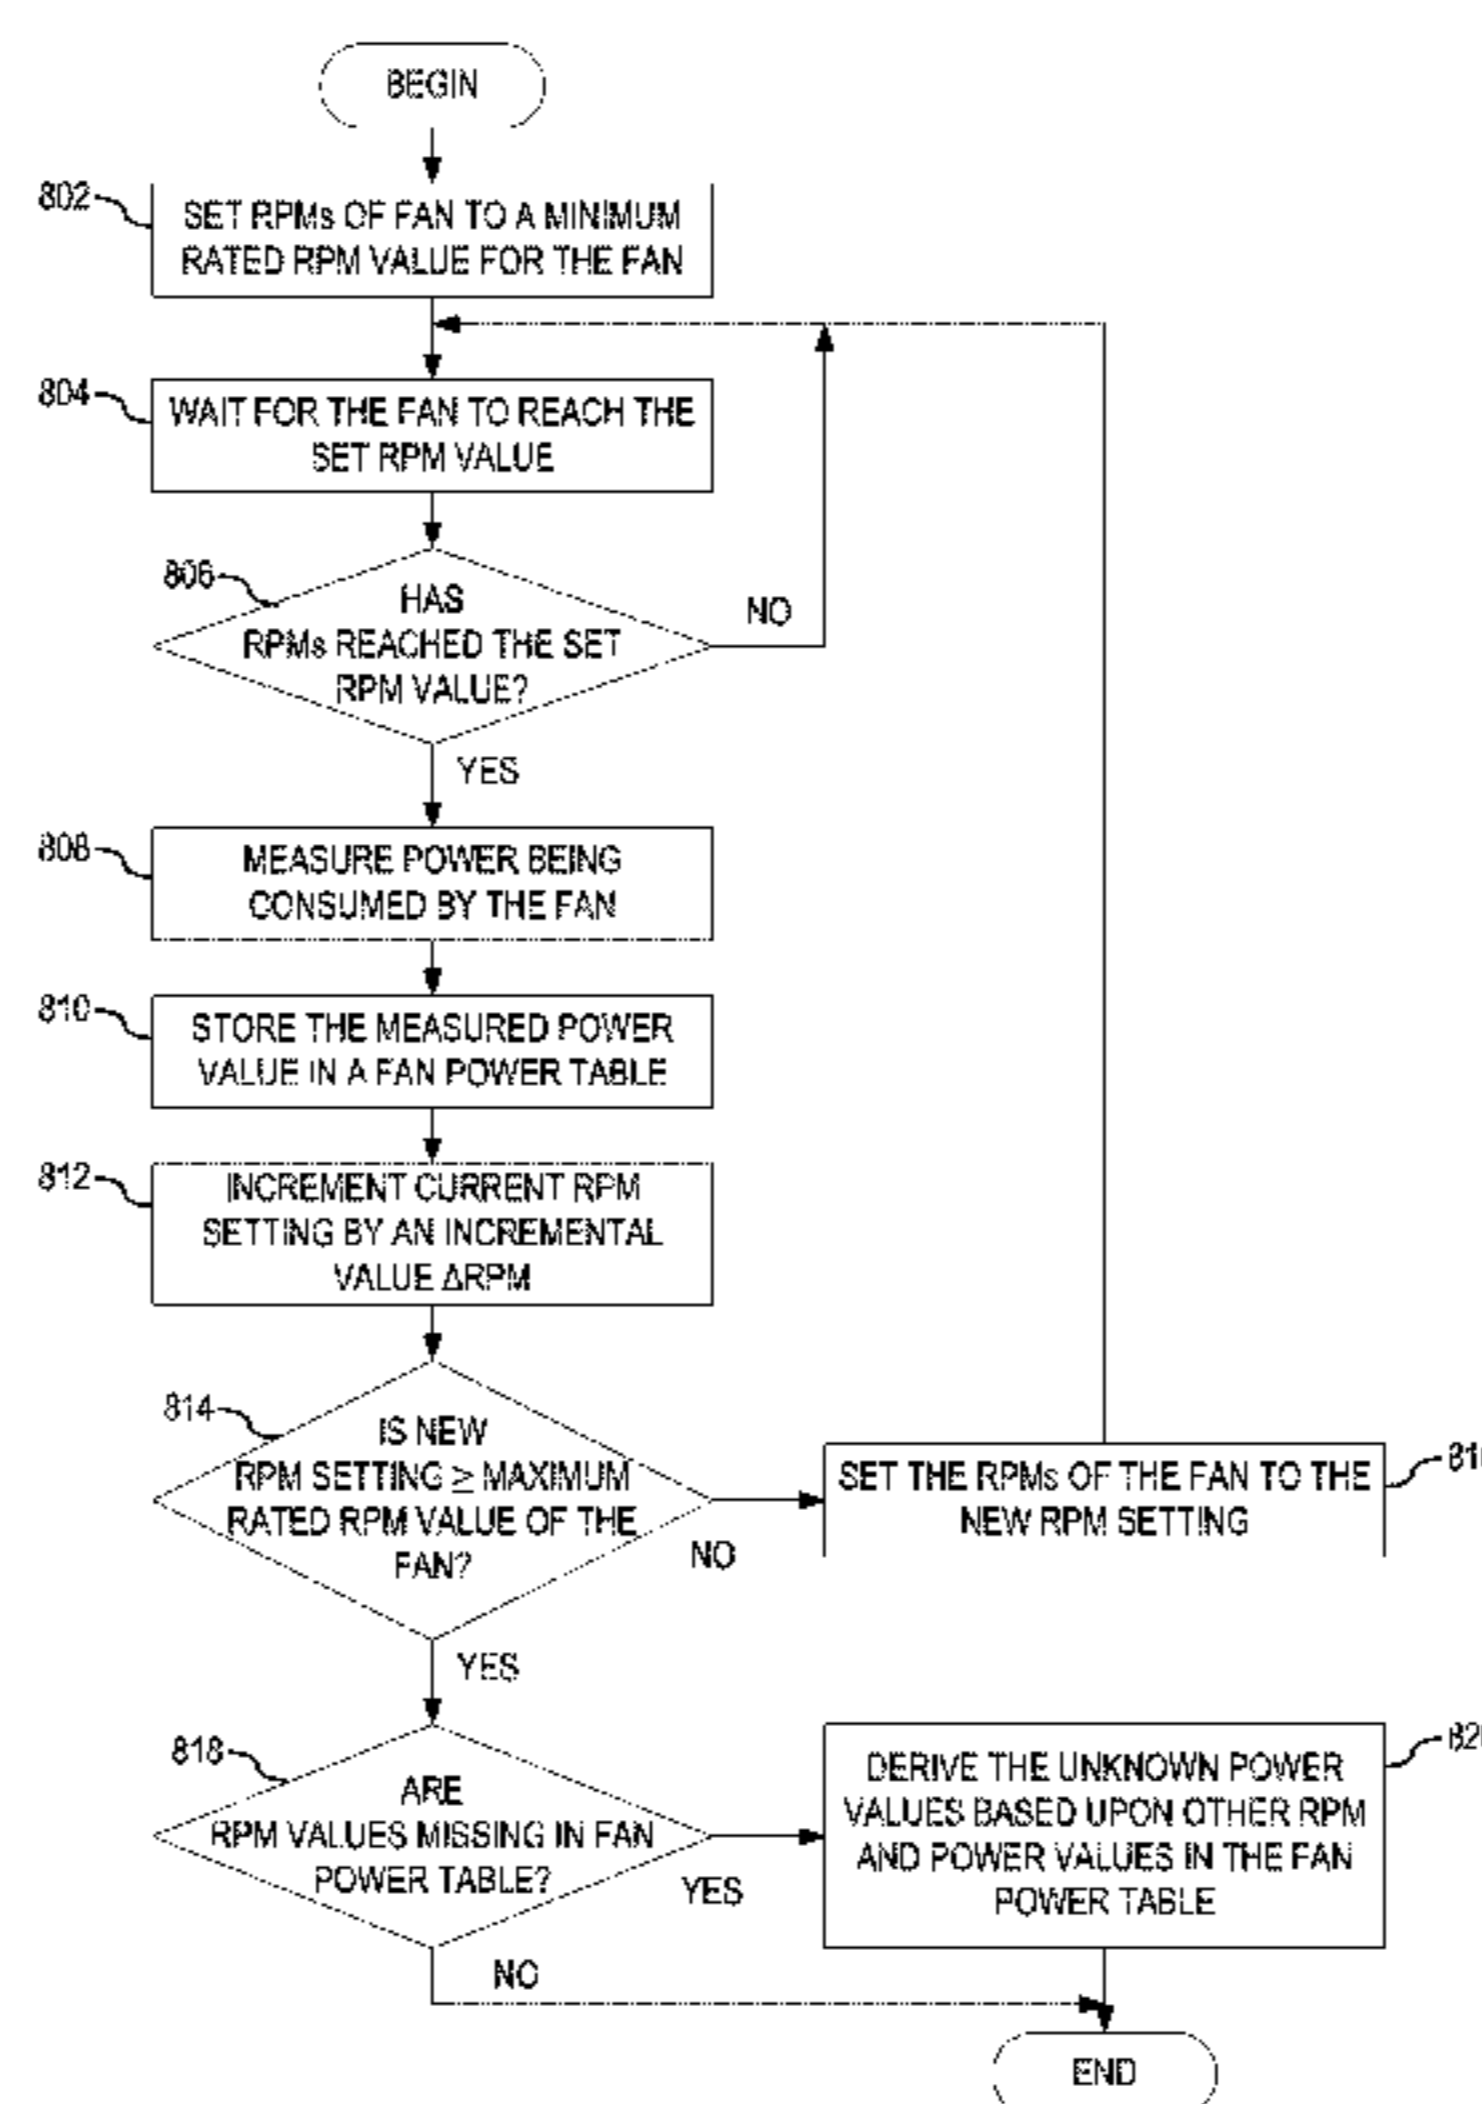 BEGIN
802
SET RPMs OF FAN TO A MINIMUM
RATED RPM VALUE FOR THE FAN
804
WAIT FOR THE FAN TO REACH THE
SET RPM VALUE
806
HAS
RPMs REACHED THE SET
RPM VALUE?
NO
YES
808
MEASURE POWER BEING
CONSUMED BY THE FAN
810
STORE THE MEASURED POWER
VALUE IN A FAN POWER TABLE
812
INCREMENT CURRENT RPM
SETTING BY AN INCREMENTAL
VALUE ΔRPM
814
IS NEW
RPM SETTING ≥ MAXIMUM
RATED RPM VALUE OF THE
FAN?
NO
SET THE RPMs OF THE FAN TO THE
NEW RPM SETTING
YES
818
ARE
RPM VALUES MISSING IN FAN
POWER TABLE?
YES
DERIVE THE UNKNOWN POWER
VALUES BASED UPON OTHER RPM
AND POWER VALUES IN THE FAN
POWER TABLE
NO
END